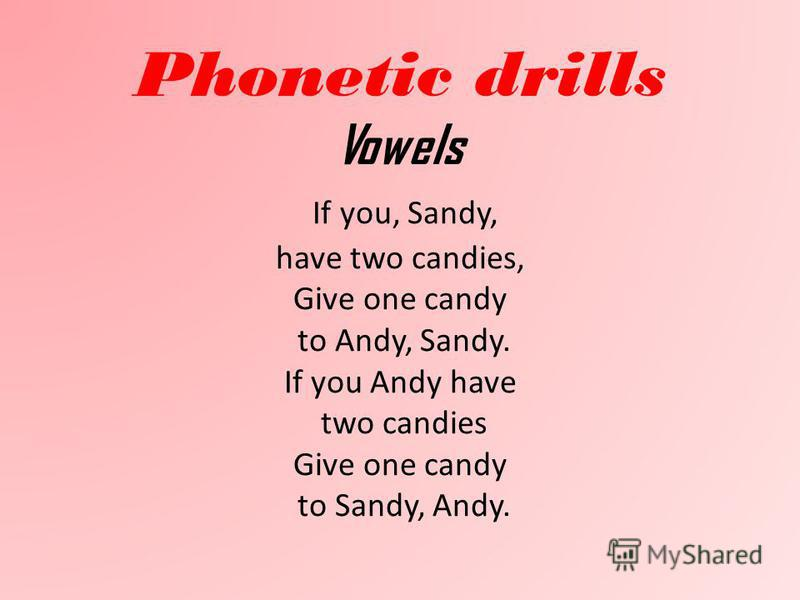 Phonetic drills
Vowels
If you, Sandy,
have two candies,
Give one candy
to Andy, Sandy.
If you Andy have
two candies
Give one candy
to Sandy, Andy.
MyShared